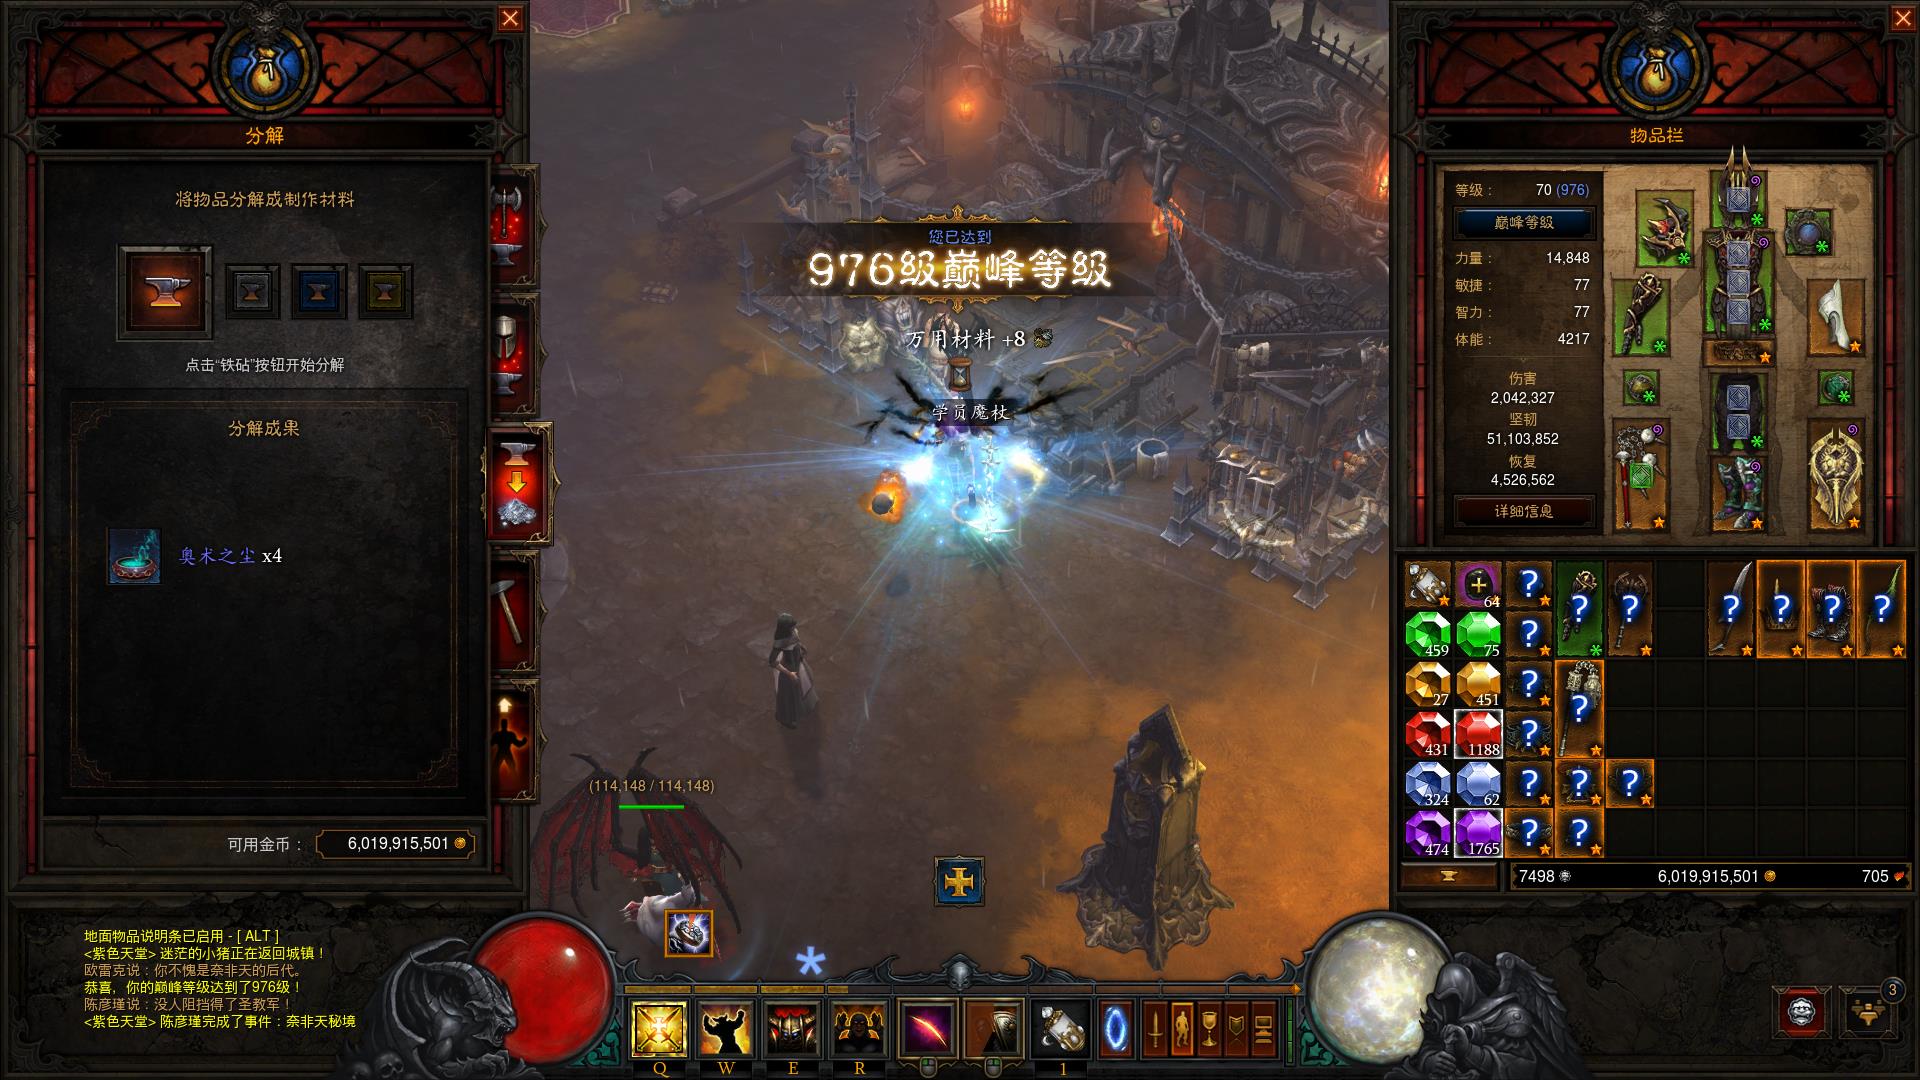 分解
将物品分解成制作材料
点击“铁砧”按钮开始分解
分解成果
奥术之尘 x4
可用金币：
6,019,915,501
您已达到
976级巅峰等级
万用材料 +8
学员魔杖
(114,148 / 114,148)
物品栏
等级： 70 (976)
巅峰等级
力量： 14,848
敏捷： 77
智力： 77
体能： 4217
伤害
2,042,327
坚韧
51,103,852
恢复
4,526,562
详细信息
64
? ? ? ? ? ? ?
459 75 ?
27 451 ? ?
431 1188 ?
324 62 ? ? ?
474 1765 ? ?
7498 6,019,915,501 705
地面物品说明条已启用 - [ ALT ]
<紫色天堂> 迷茫的小猪正在返回城镇！
欧雷克说：你不愧是奈非天的后代。
恭喜，你的巅峰等级达到了976级！
陈彦瑾说：没人阻挡得了圣教军！
<紫色天堂> 陈彦瑾完成了事件：奈非天秘境
Q W E R 1
3